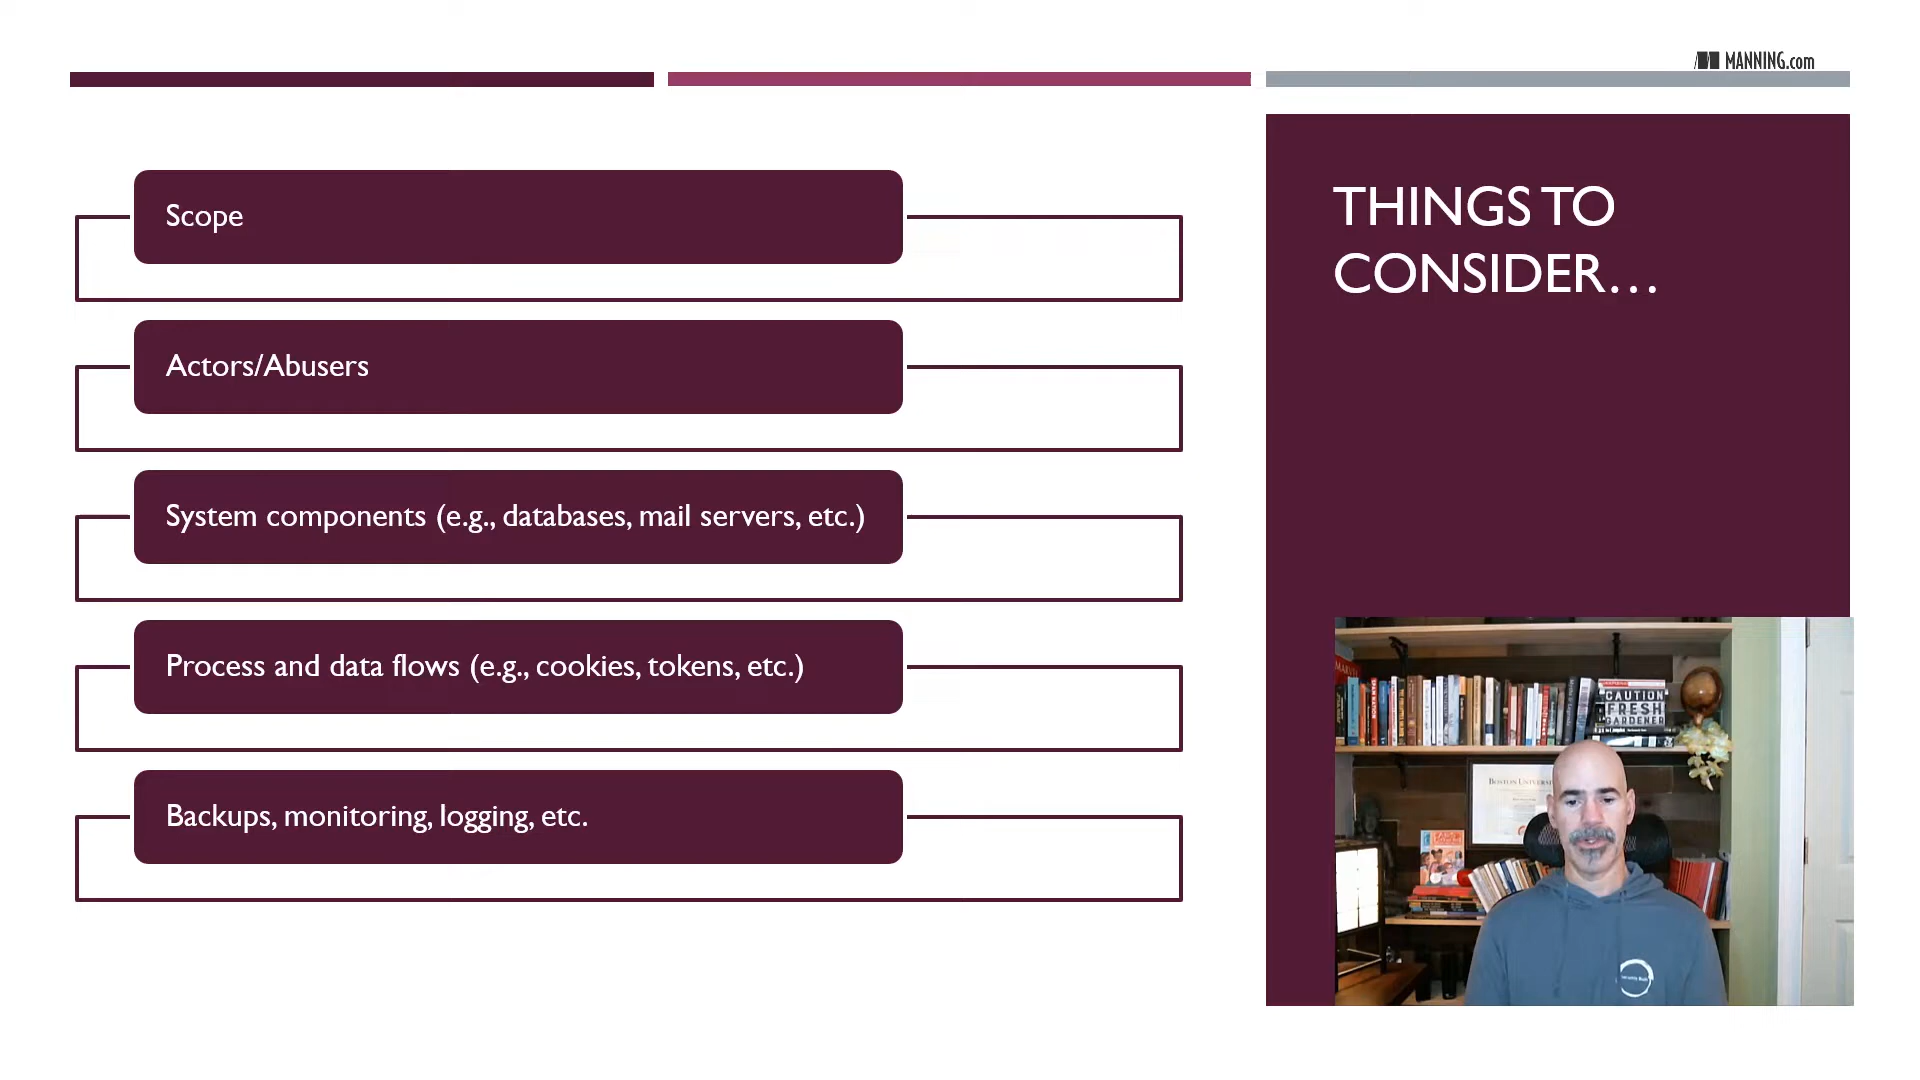 MANNING.com
THINGS TO
CONSIDER...
Scope
Actors/Abusers
System components (e.g., databases, mail servers, etc.)
Process and data flows (e.g., cookies, tokens, etc.)
Backups, monitoring, logging, etc.
CAUTION
FRESH
GARDENER